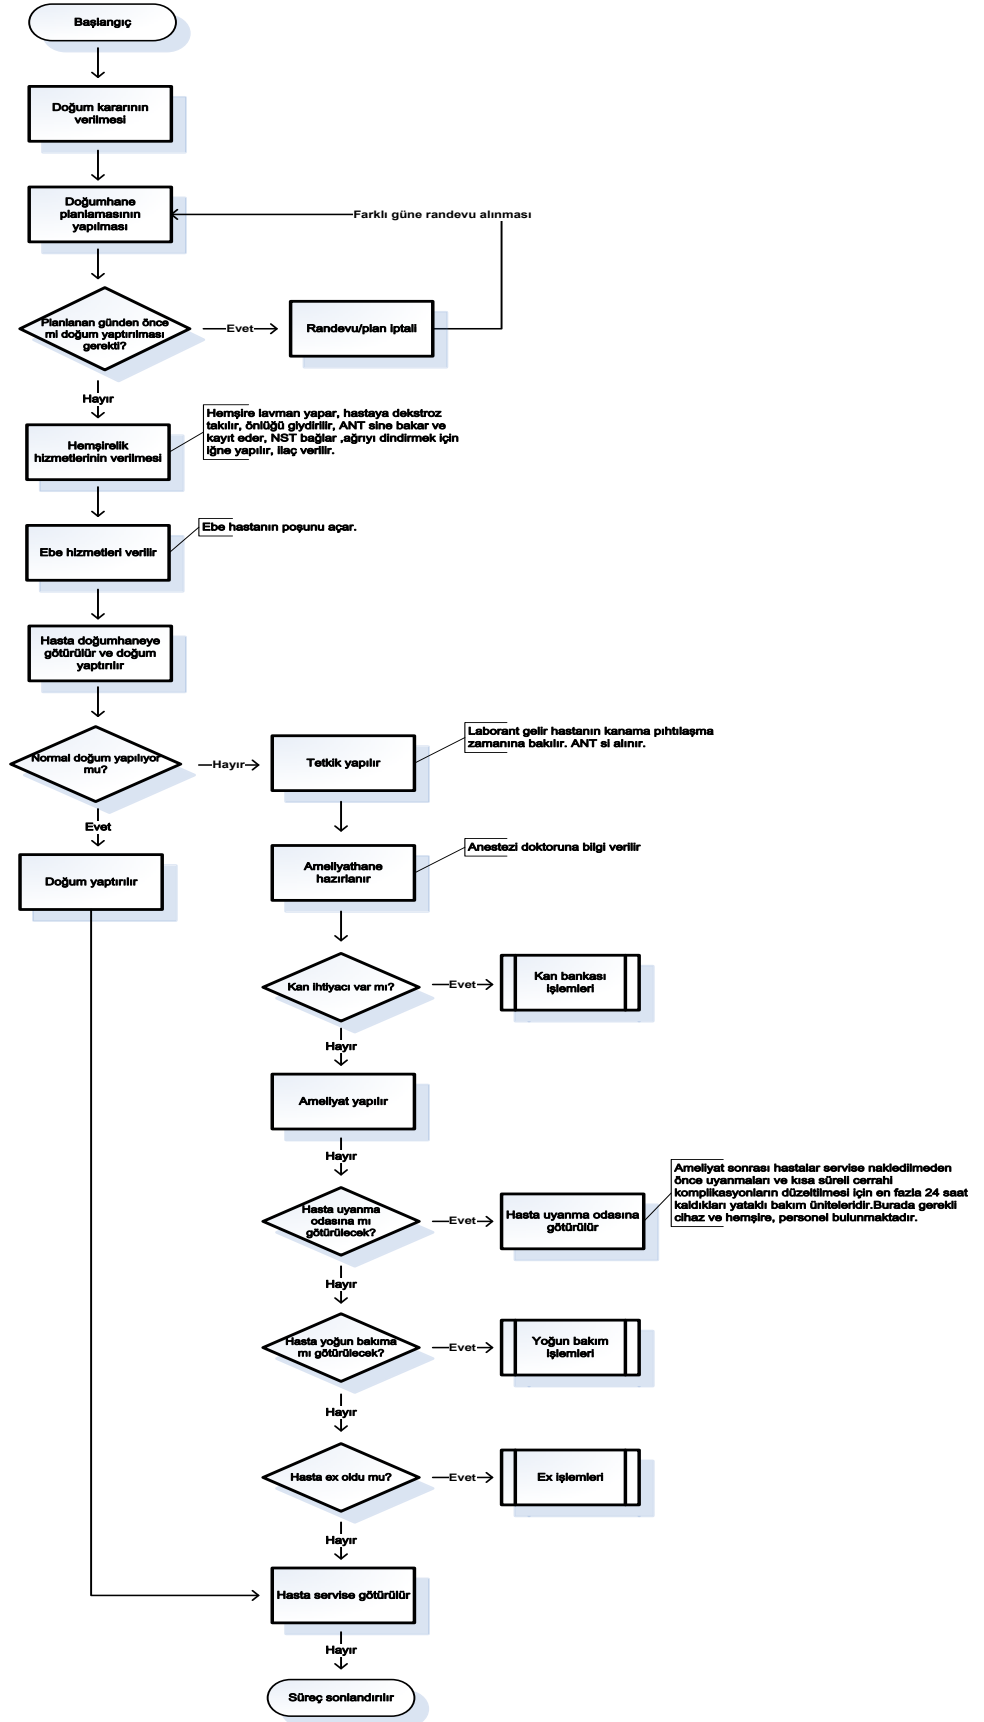 Başlangıç
Doğum kararının
verilmesi
Doğumhane
planlamasının
yapılması
Farklı güne randevu alınması
Planlanan günden önce
mi doğum yaptırılması
gerekti?
Evet
Randevu/plan iptali
Hayır
Hemşirelik
hizmetlerinin verilmesi
Hemşire lavman yapar, hastaya dekstroz
takılır, önlüğü giydirilir, ANT sine bakar ve
kayıt eder, NST bağlar ,ağrıyı dindirmek için
iğne yapılır, ilaç verilir.
Ebe hizmetleri verilir
Ebe hastanın poşunu açar.
Hasta doğumhaneye
götürülür ve doğum
yaptırılır
Normal doğum yapılıyor
mu?
Hayır
Tetkik yapılır
Laborant gelir hastanın kanama pıhtılaşma
zamanına bakılır. ANT si alınır.
Evet
Doğum yaptırılır
Ameliyathane
hazırlanır
Anestezi doktoruna bilgi verilir
Kan ihtiyacı var mı?
Evet
Kan bankası
işlemleri
Hayır
Ameliyat yapılır
Hayır
Hasta uyanma
odasına mı
götürülecek?
Evet
Hasta uyanma odasına
götürülür
Ameliyat sonrası hastalar servise nakledilmeden
önce uyanmaları ve kısa süreli cerrahi
komplikasyonların düzeltilmesi için en fazla 24 saat
kaldıkları yataklı bakım üniteleridir.Burada gerekli
cihaz ve hemşire, personel bulunmaktadır.
Hayır
Hasta yoğun bakıma
mı götürülecek?
Evet
Yoğun bakım
işlemleri
Hayır
Hasta ex oldu mu?
Evet
Ex işlemleri
Hayır
Hasta servise götürülür
Hayır
Süreç sonlandırılır